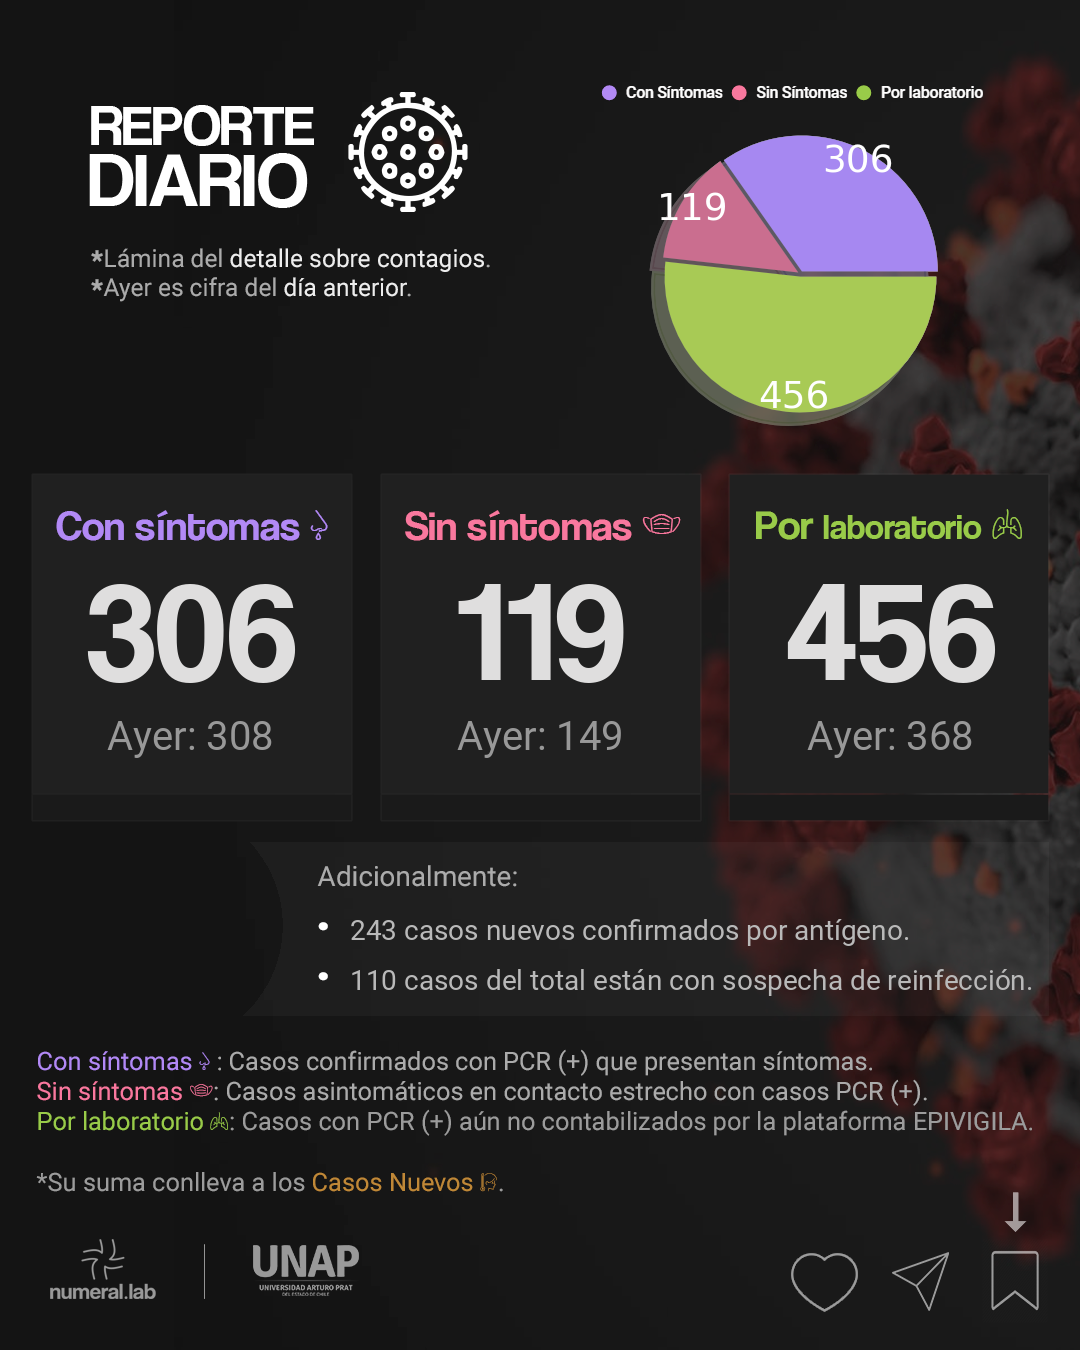 REPORTE
DIARIO
*Lámina del detalle sobre contagios.
*Ayer es cifra del día anterior.
Con Síntomas Sin Síntomas Por laboratorio
306
119
456
Con síntomas
306
Ayer: 308
Sin síntomas
119
Ayer: 149
Por laboratorio
456
Ayer: 368
Adicionalmente:
• 243 casos nuevos confirmados por antígeno.
• 110 casos del total están con sospecha de reinfección.
Con síntomas : Casos confirmados con PCR (+) que presentan síntomas.
Sin síntomas : Casos asintomáticos en contacto estrecho con casos PCR (+).
Por laboratorio : Casos con PCR (+) aún no contabilizados por la plataforma EPIVIGILA.
*Su suma conlleva a los Casos Nuevos .
numeral.lab
UNAP
UNIVERSIDAD ARTURO PRAT
DEL ESTADO DE CHILE